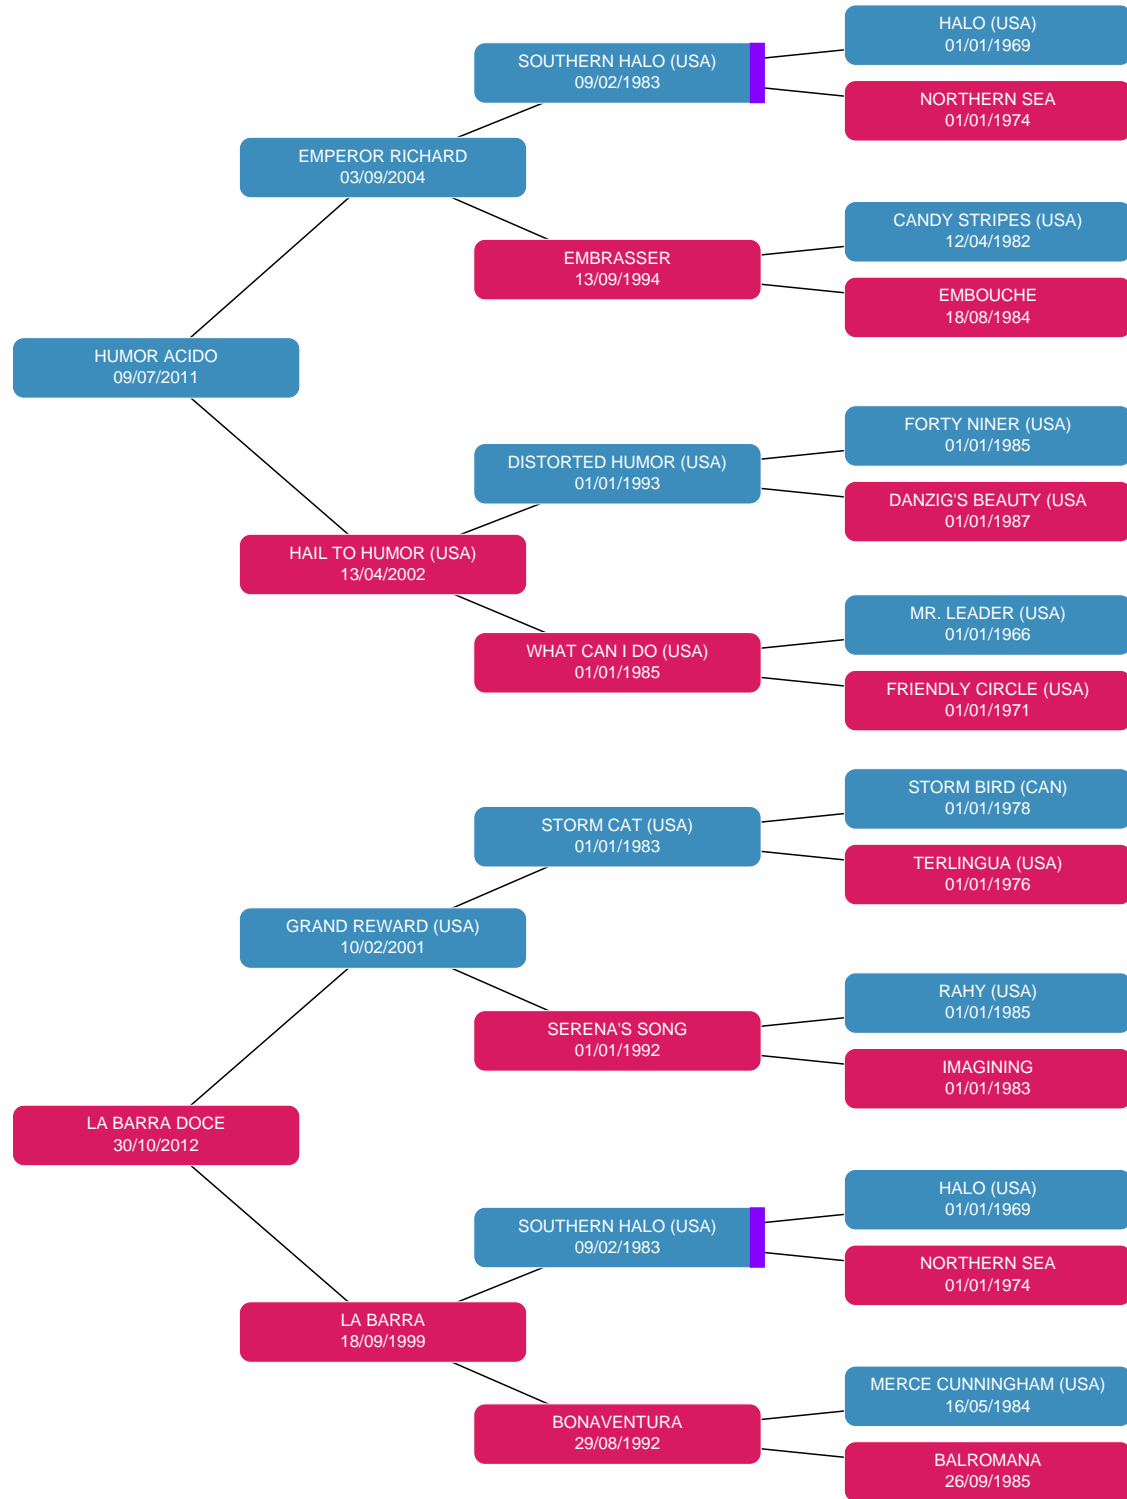 HALO (USA)
01/01/1969
SOUTHERN HALO (USA)
09/02/1983
NORTHERN SEA
01/01/1974
EMPEROR RICHARD
03/09/2004
CANDY STRIPES (USA)
12/04/1982
EMBRASSER
13/09/1994
EMBOUCHE
18/08/1984
HUMOR ACIDO
09/07/2011
FORTY NINER (USA)
01/01/1985
DISTORTED HUMOR (USA)
01/01/1993
DANZIG'S BEAUTY (USA
01/01/1987
HAIL TO HUMOR (USA)
13/04/2002
MR. LEADER (USA)
01/01/1966
WHAT CAN I DO (USA)
01/01/1985
FRIENDLY CIRCLE (USA)
01/01/1971
STORM BIRD (CAN)
01/01/1978
STORM CAT (USA)
01/01/1983
TERLINGUA (USA)
01/01/1976
GRAND REWARD (USA)
10/02/2001
RAHY (USA)
01/01/1985
SERENA'S SONG
01/01/1992
IMAGINING
01/01/1983
LA BARRA DOCE
30/10/2012
HALO (USA)
01/01/1969
SOUTHERN HALO (USA)
09/02/1983
NORTHERN SEA
01/01/1974
LA BARRA
18/09/1999
MERCE CUNNINGHAM (USA)
16/05/1984
BONAVENTURA
29/08/1992
BALROMANA
26/09/1985